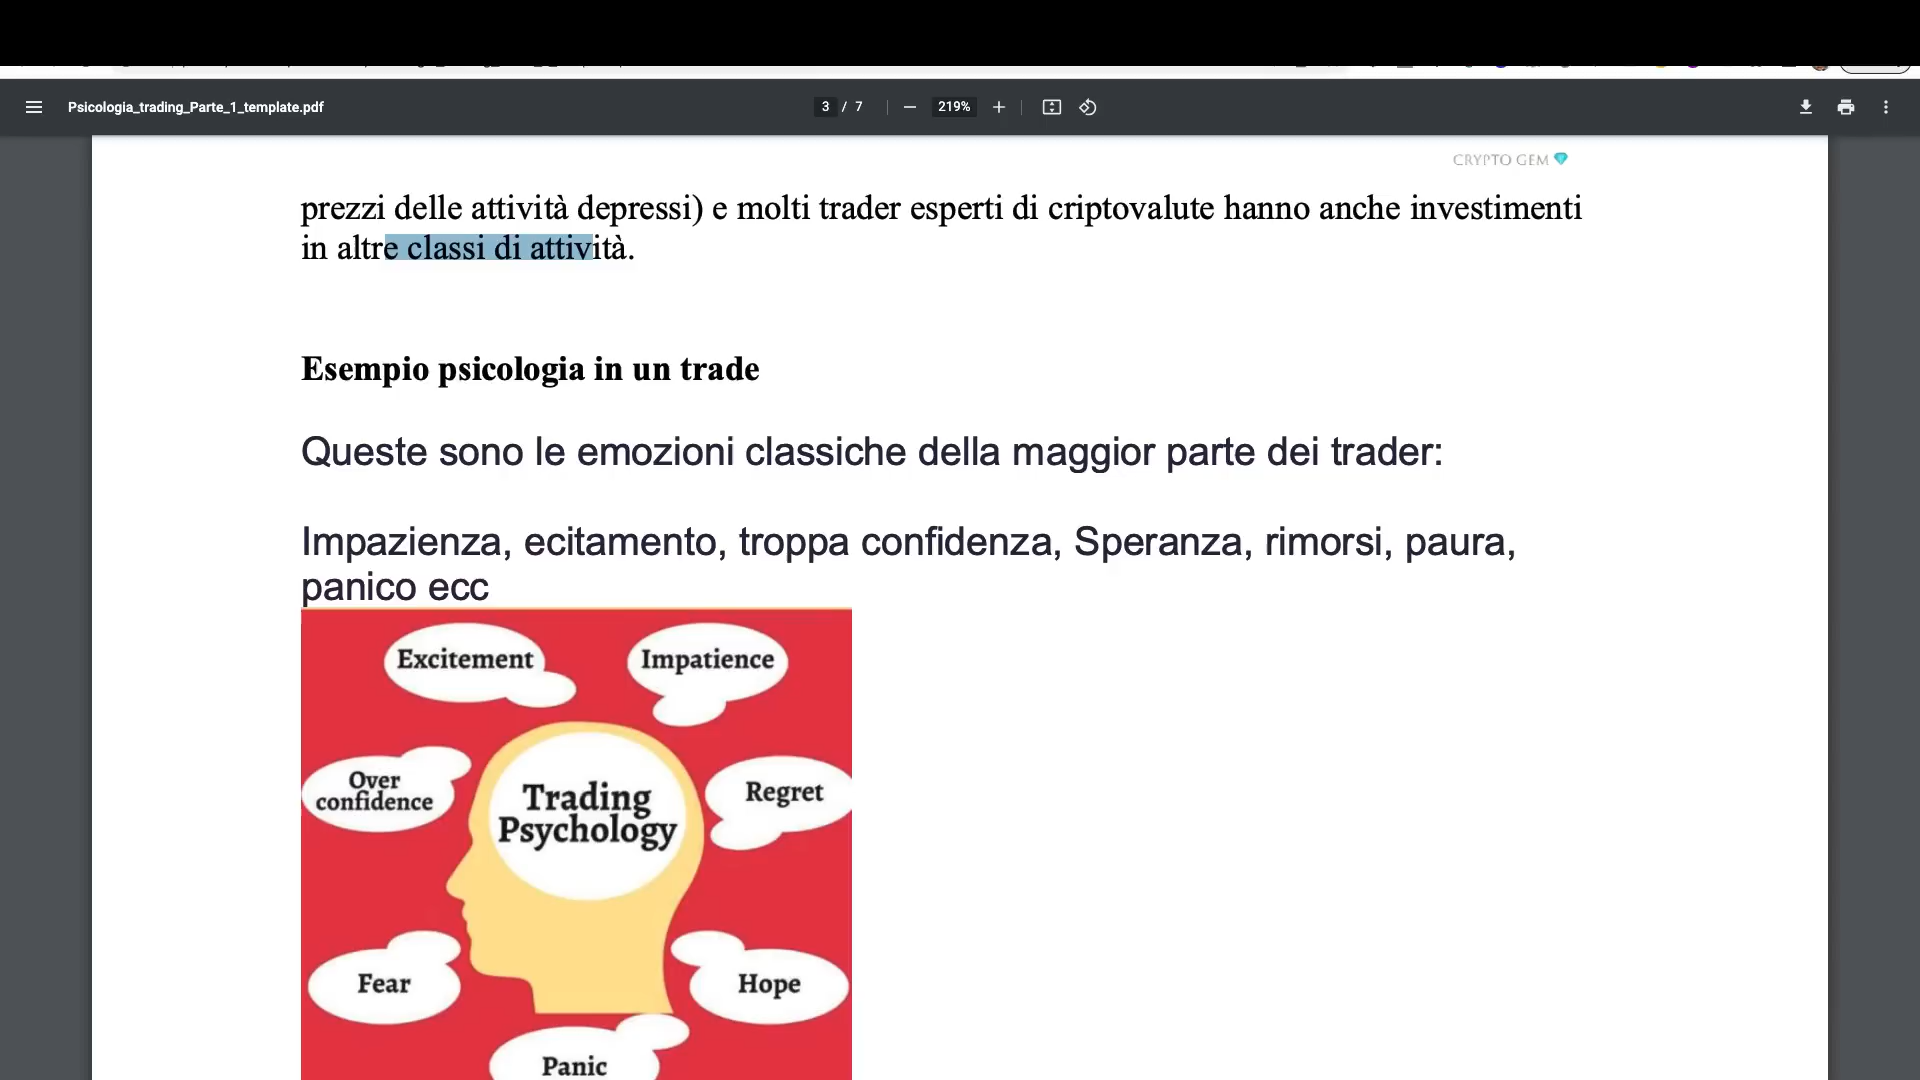 Psicologia_trading_Parte_1_template.pdf
3 / 7
219%
CRYPTO GEM
prezzi delle attività depressi) e molti trader esperti di criptovalute hanno anche investimenti
in altre classi di attività.
Esempio psicologia in un trade
Queste sono le emozioni classiche della maggior parte dei trader:
Impazienza, ecitamento, troppa confidenza, Speranza, rimorsi, paura,
panico ecc
Excitement
Impatience
Over
confidence
Trading
Psychology
Regret
Fear
Hope
Panic